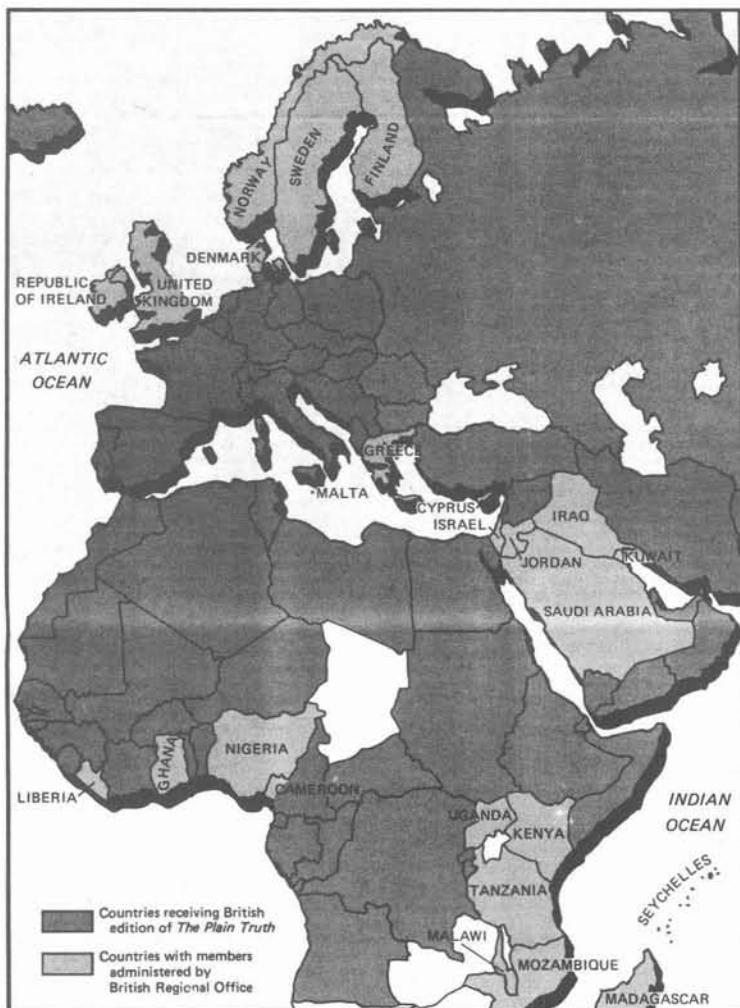 NORWAY
SWEDEN
FINLAND
DENMARK
REPUBLIC
OF IRELAND
UNITED
KINGDOM
ATLANTIC
OCEAN
GREECE
MALTA
CYPRUS
ISRAEL
IRAQ
JORDAN
KUWAIT
SAUDI ARABIA
NIGERIA
GHANA
LIBERIA
CAMEROON
UGANDA
KENYA
INDIAN
OCEAN
TANZANIA
SEYCHELLES
MALAWI
MOZAMBIQUE
MADAGASCAR
Countries receiving British
edition of The Plain Truth
Countries with members
administered by
British Regional Office